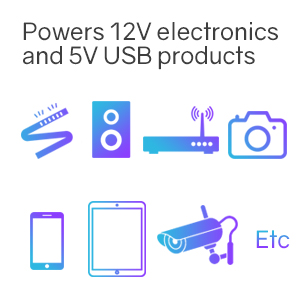 Powers 12V electronics
and 5V USB products
Etc